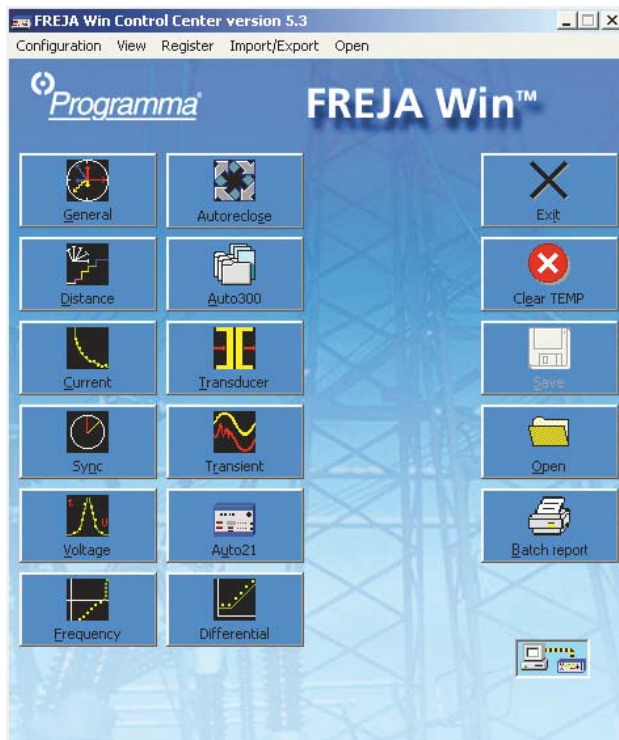 FREJA Win Control Center version 5.3
Configuration View Register Import/Export Open
Programma®
FREJA Win™
General
Autoreclose
Exit
Distance
Auto300
Clear TEMP
Current
Transducer
Save
Sync
Transient
Open
t
U
Voltage
Auto21
Batch report
Frequency
Differential